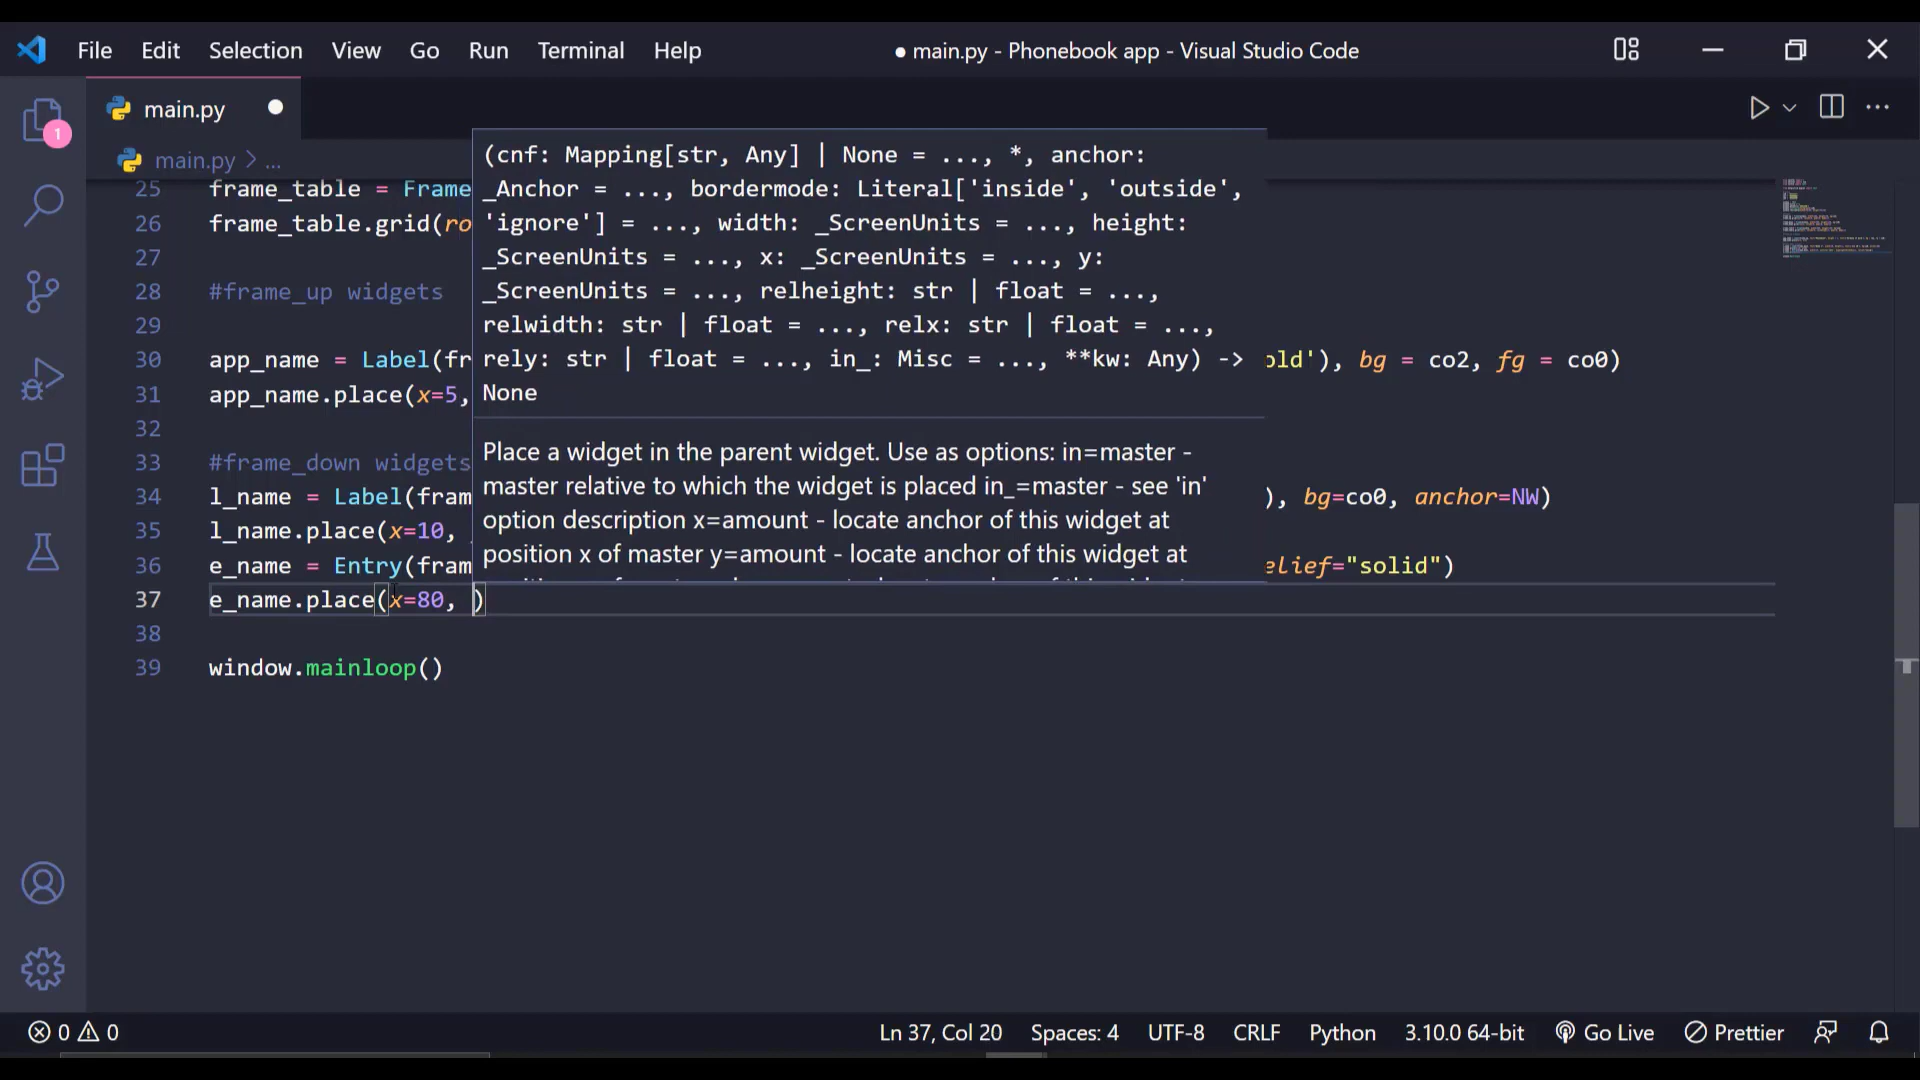 File Edit Selection View Go Run Terminal Help ● main.py - Phonebook app - Visual Studio Code
main.py
1
main.py > ...
25 frame_table = Frame
26 frame_table.grid(ro
27
28 #frame_up widgets
29
30 app_name = Label(fr old'), bg = co2, fg = co0)
31 app_name.place(x=5,
32
33 #frame_down widgets
34 l_name = Label(fram ), bg=co0, anchor=NW)
35 l_name.place(x=10,
36 e_name = Entry(fram elief="solid")
37 e_name.place(x=80, )
38
39 window.mainloop()
(cnf: Mapping[str, Any] | None = ..., *, anchor:
_Anchor = ..., bordermode: Literal['inside', 'outside',
'ignore'] = ..., width: _ScreenUnits = ..., height:
_ScreenUnits = ..., x: _ScreenUnits = ..., y:
_ScreenUnits = ..., relheight: str | float = ...,
relwidth: str | float = ..., relx: str | float = ...,
rely: str | float = ..., in_: Misc = ..., **kw: Any) ->
None
Place a widget in the parent widget. Use as options: in=master -
master relative to which the widget is placed in_=master - see 'in'
option description x=amount - locate anchor of this widget at
position x of master y=amount - locate anchor of this widget at
0 0 Ln 37, Col 20 Spaces: 4 UTF-8 CRLF Python 3.10.0 64-bit Go Live Prettier